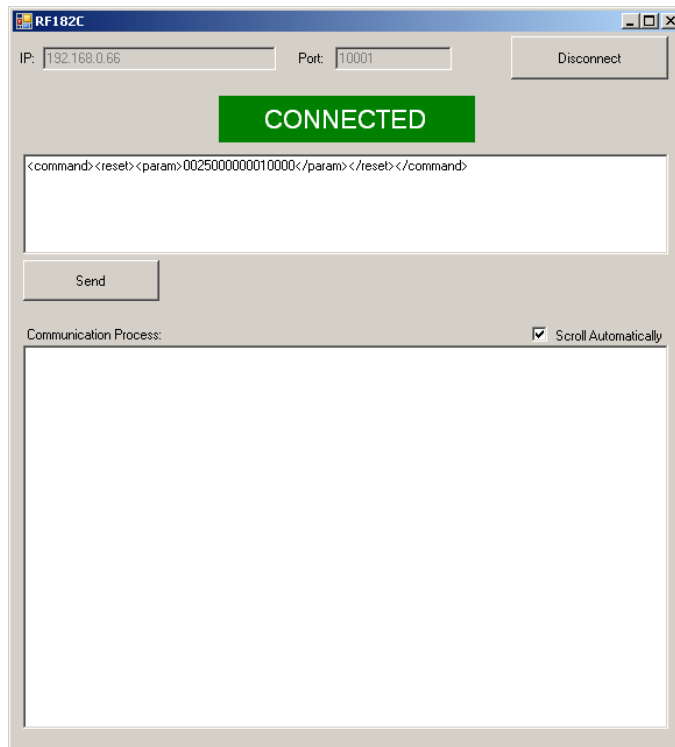 RF182C
IP: 192.168.0.66 Port: 10001 Disconnect
CONNECTED
<command><reset><param>0025000000010000</param></reset></command>
Send
Communication Process: Scroll Automatically